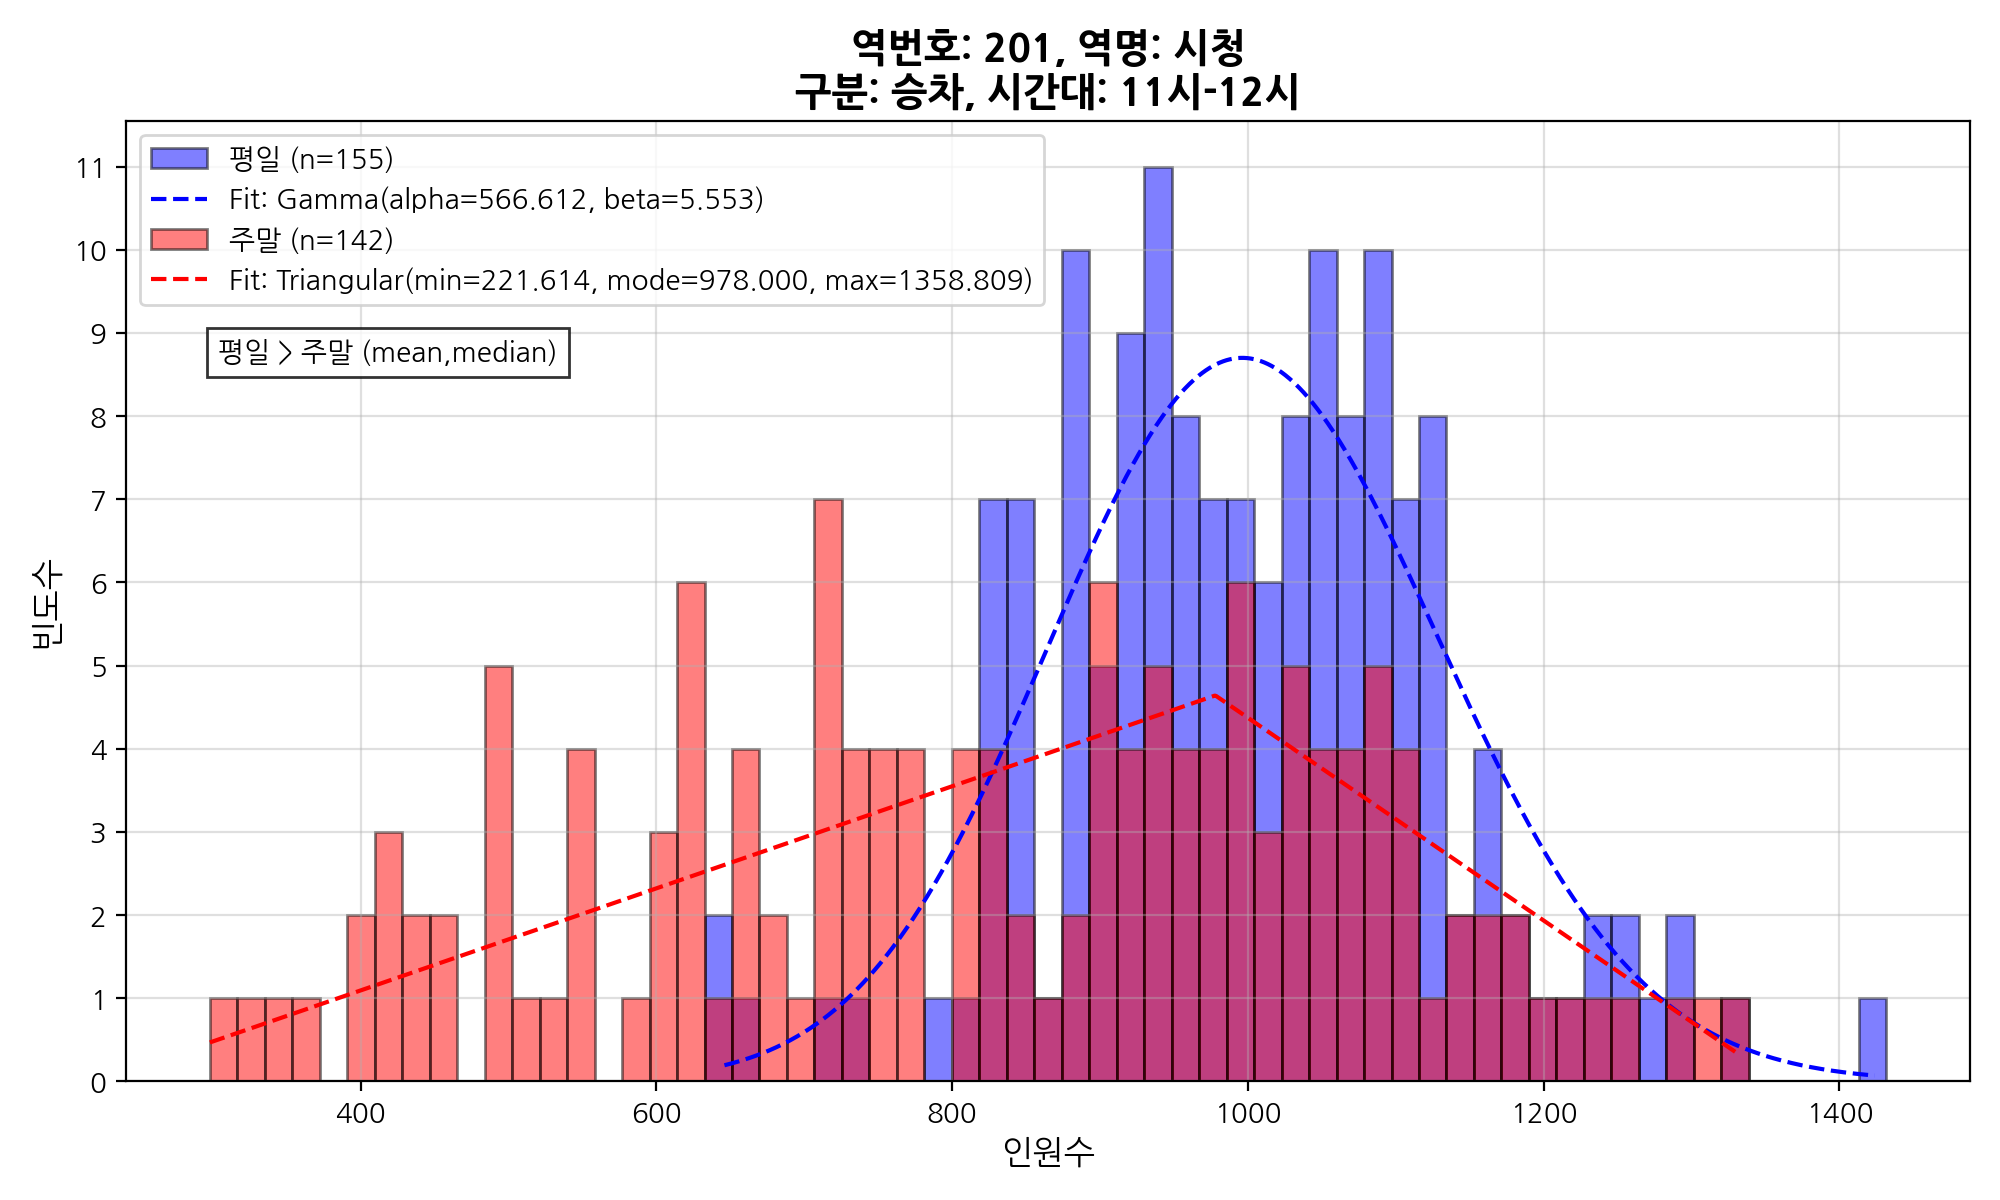 역번호: 201, 역명: 시청
구분: 승차, 시간대: 11시-12시
평일 (n=155)
Fit: Gamma(alpha=566.612, beta=5.553)
주말 (n=142)
Fit: Triangular(min=221.614, mode=978.000, max=1358.809)
평일 > 주말 (mean,median)
빈도수
11
10
9
8
7
6
5
4
3
2
1
0
400 600 800 1000 1200 1400
인원수